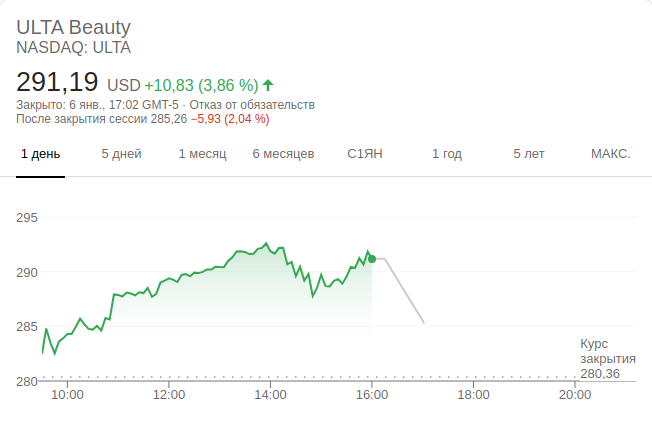 ULTA Beauty
NASDAQ: ULTA
291,19 USD +10,83 (3,86 %)
Закрыто: 6 янв., 17:02 GMT-5 · Отказ от обязательств
После закрытия сессии 285,26 −5,93 (2,04 %)
1 день 5 дней 1 месяц 6 месяцев С1ЯН 1 год 5 лет МАКС.
295
290
285
280
Курс
закрытия
280,36
10:00 12:00 14:00 16:00 18:00 20:00